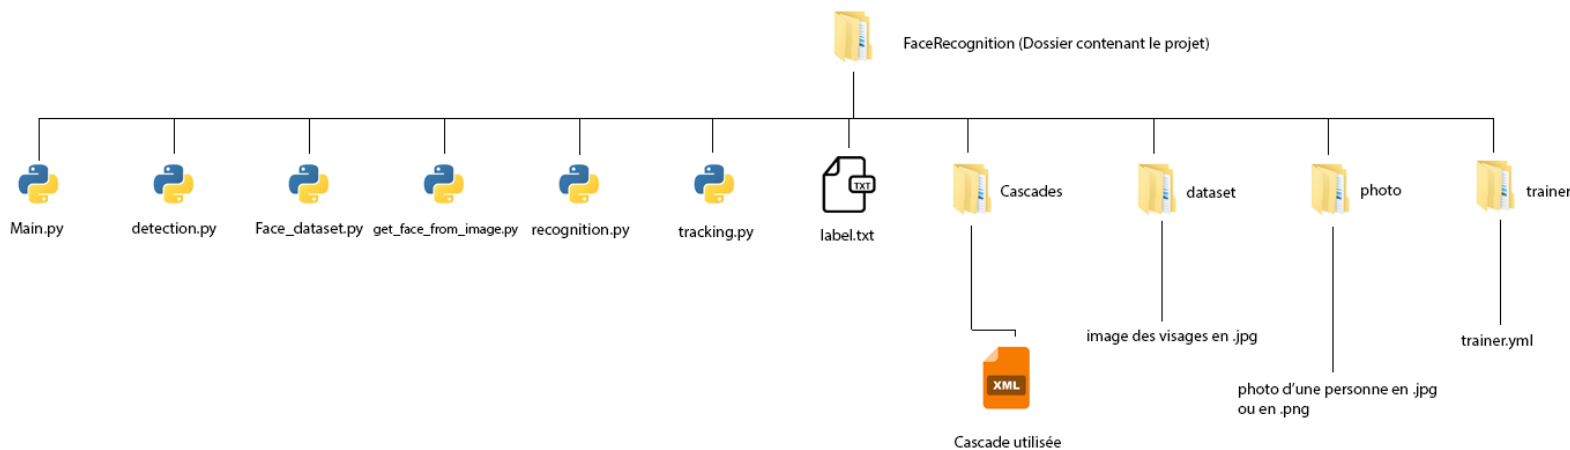 FaceRecognition (Dossier contenant le projet)
Main.py
detection.py
Face_dataset.py
get_face_from_image.py
recognition.py
tracking.py
TXT
label.txt
Cascades
dataset
photo
trainer
XML
Cascade utilisée
image des visages en .jpg
photo d’une personne en .jpg
ou en .png
trainer.yml